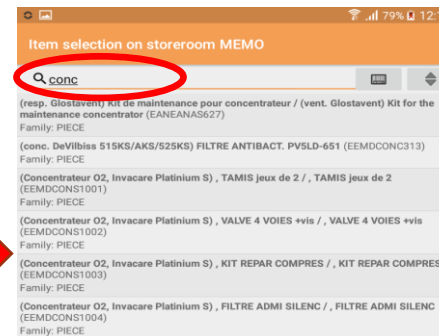 79% 12:
Item selection on storeroom MEMO
conc
(resp. Glostavent) Kit de maintenance pour concentrateur / (vent. Glostavent) Kit for the
maintenance concentrator (EANEANAS627)
Family: PIECE
(conc. DeVilbiss 515KS/AKS/525KS) FILTRE ANTIBACT. PV5LD-651 (EEMDCONC313)
Family: PIECE
(Concentrateur O2, Invacare Platinium S) , TAMIS jeux de 2 / , TAMIS jeux de 2
(EEMDCONS1001)
Family: PIECE
(Concentrateur O2, Invacare Platinium S) , VALVE 4 VOIES +vis / , VALVE 4 VOIES +vis
(EEMDCONS1002)
Family: PIECE
(Concentrateur O2, Invacare Platinium S) , KIT REPAR COMPRES / , KIT REPAR COMPRES
(EEMDCONS1003)
Family: PIECE
(Concentrateur O2, Invacare Platinium S) , FILTRE ADMI SILENC / , FILTRE ADMI SILENC
(EEMDCONS1004)
Family: PIECE